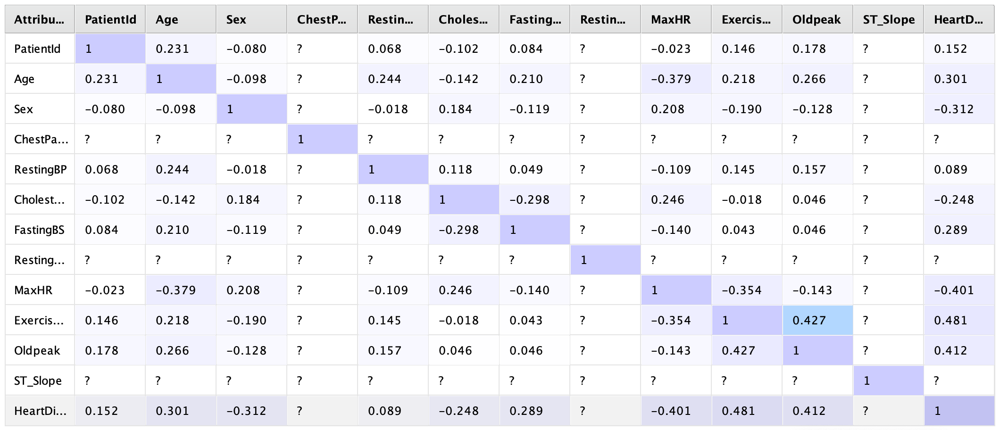 Attribu... PatientId Age Sex ChestP... Restin... Choles... Fasting... Restin... MaxHR Exercis... Oldpeak ST_Slope HeartD...
PatientId 1 0.231 -0.080 ? 0.068 -0.102 0.084 ? -0.023 0.146 0.178 ? 0.152
Age 0.231 1 -0.098 ? 0.244 -0.142 0.210 ? -0.379 0.218 0.266 ? 0.301
Sex -0.080 -0.098 1 ? -0.018 0.184 -0.119 ? 0.208 -0.190 -0.128 ? -0.312
ChestPa... ? ? ? 1 ? ? ? ? ? ? ? ? ?
RestingBP 0.068 0.244 -0.018 ? 1 0.118 0.049 ? -0.109 0.145 0.157 ? 0.089
Cholest... -0.102 -0.142 0.184 ? 0.118 1 -0.298 ? 0.246 -0.018 0.046 ? -0.248
FastingBS 0.084 0.210 -0.119 ? 0.049 -0.298 1 ? -0.140 0.043 0.046 ? 0.289
Resting... ? ? ? ? ? ? ? 1 ? ? ? ? ?
MaxHR -0.023 -0.379 0.208 ? -0.109 0.246 -0.140 ? 1 -0.354 -0.143 ? -0.401
Exercis... 0.146 0.218 -0.190 ? 0.145 -0.018 0.043 ? -0.354 1 0.427 ? 0.481
Oldpeak 0.178 0.266 -0.128 ? 0.157 0.046 0.046 ? -0.143 0.427 1 ? 0.412
ST_Slope ? ? ? ? ? ? ? ? ? ? ? 1 ?
HeartDi... 0.152 0.301 -0.312 ? 0.089 -0.248 0.289 ? -0.401 0.481 0.412 ? 1